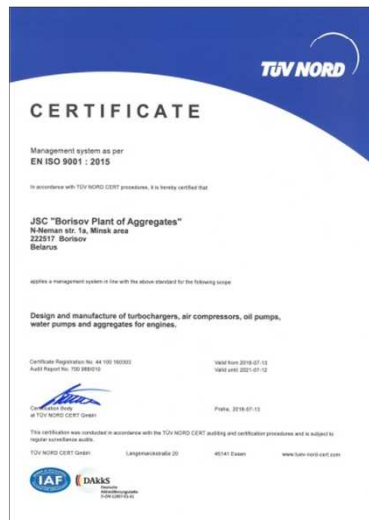 TÜV NORD
CERTIFICATE
Management system as per
EN ISO 9001 : 2015
In accordance with TÜV NORD CERT procedures, it is hereby certified that
JSC "Borisov Plant of Aggregates"
N-Neman str. 1a, Minsk area
222517 Borisov
Belarus
applies a management system in line with the above standard for the following scope
Design and manufacture of turbochargers, air compressors, oil pumps,
water pumps and aggregates for engines.
Certificate Registration No. 44 100
Valid from 2018-07-13
Audit Report No.
Valid until 2021-07-12
Certification Body
at TÜV NORD CERT GmbH
Praha, 2018-07-13
This certification was conducted in accordance with the TÜV NORD CERT auditing and certification procedures and is subject to
regular surveillance audits.
TÜV NORD CERT GmbH
Langemarckstraße 20
45141 Essen
www.tuev-nord-cert.com
IAF
DAkkS
Deutsche
Akkreditierungsstelle